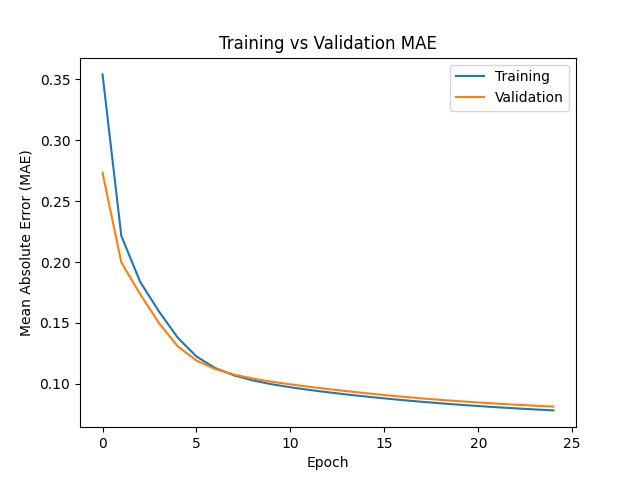 Training vs Validation MAE
Training
Validation
Mean Absolute Error (MAE)
0.35
0.30
0.25
0.20
0.15
0.10
0
5
10
15
20
25
Epoch